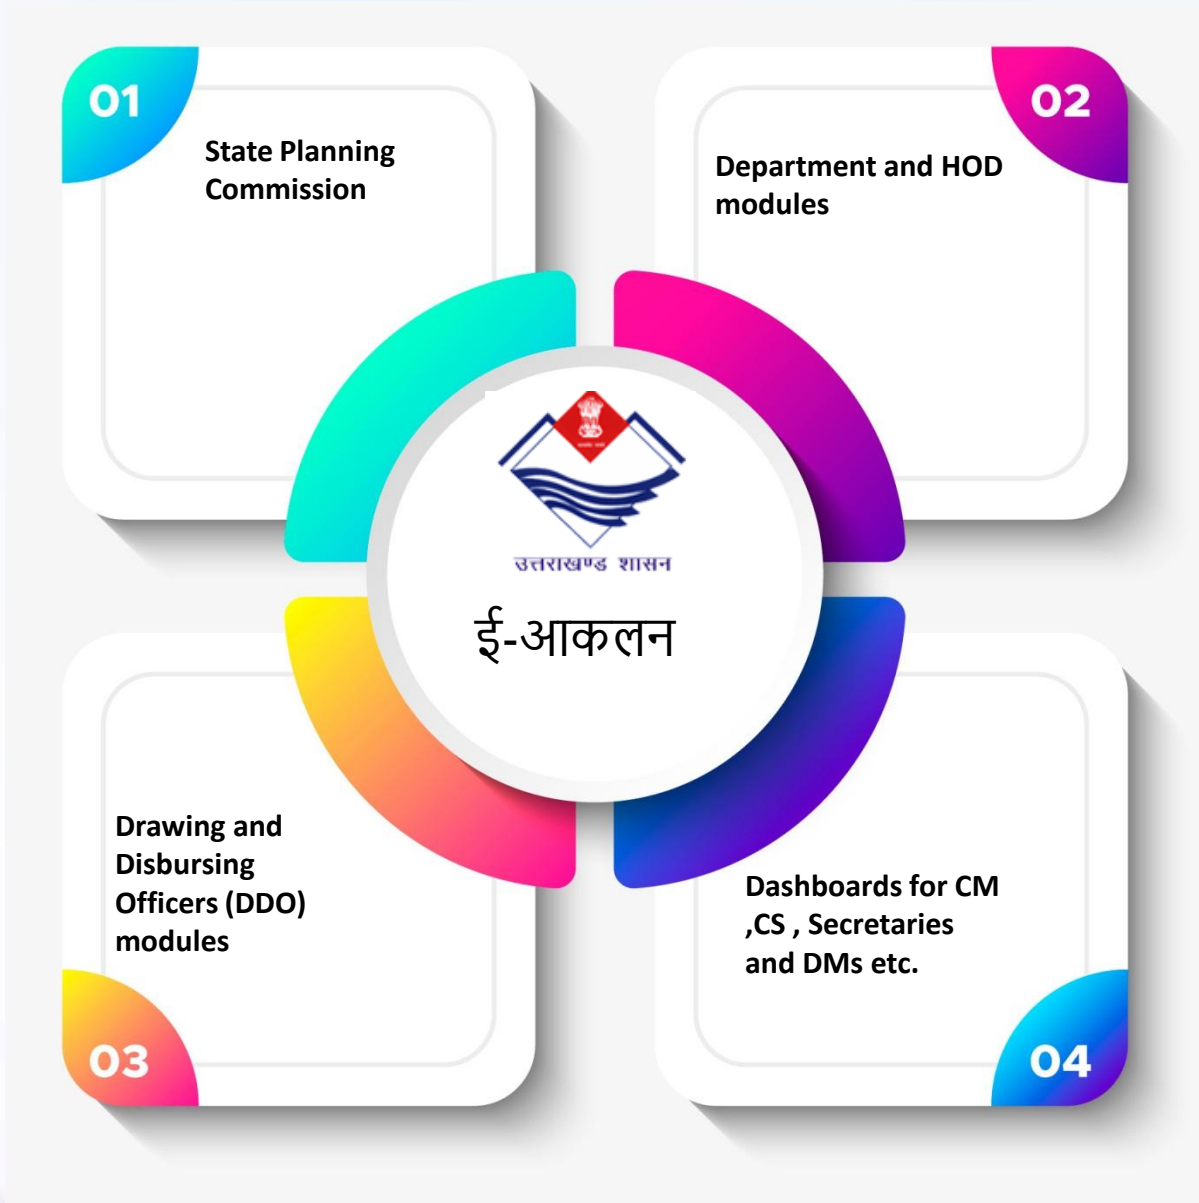 01
State Planning
Commission
02
Department and HOD
modules
उत्तराखण्ड शासन
ई-आकलन
Drawing and
Disbursing
Officers (DDO)
modules
03
Dashboards for CM
,CS , Secretaries
and DMs etc.
04